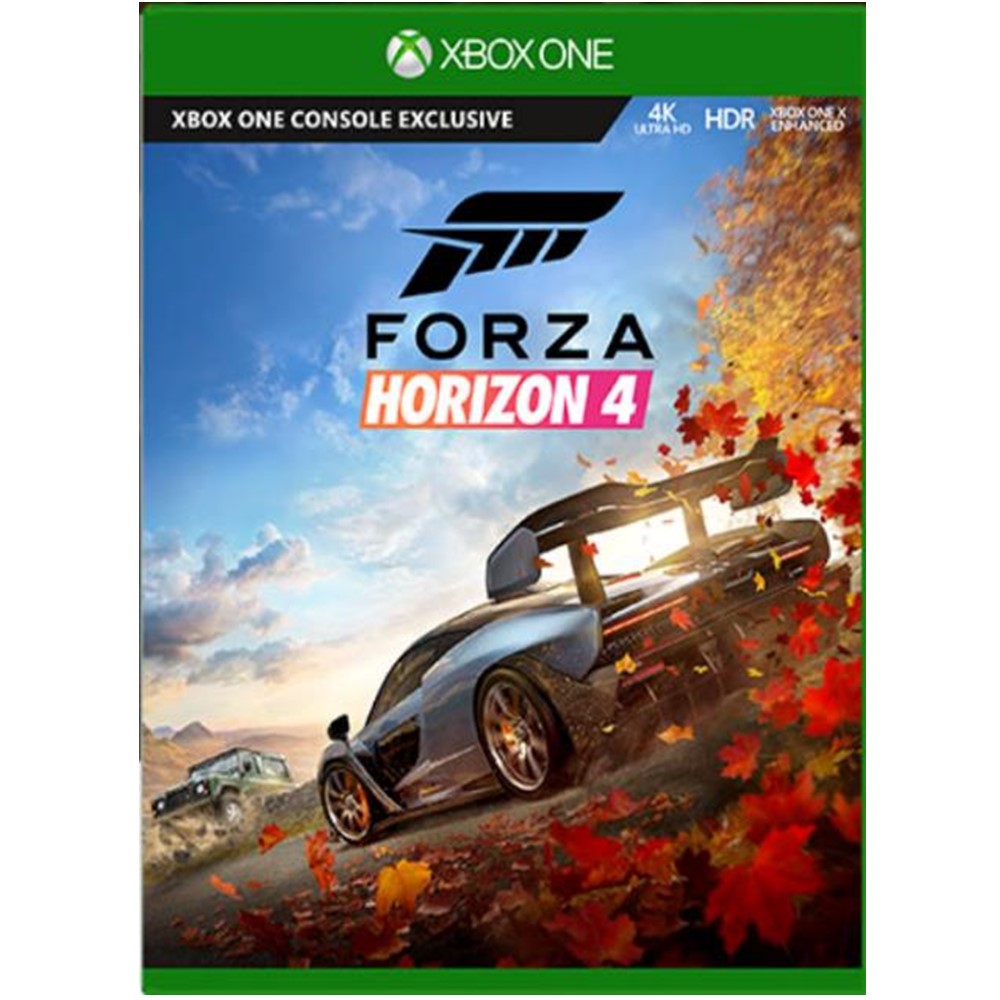 XBOX ONE
XBOX ONE CONSOLE EXCLUSIVE
4K
ULTRA HD
HDR
XBOX ONE X
ENHANCED
FORZA
HORIZON 4